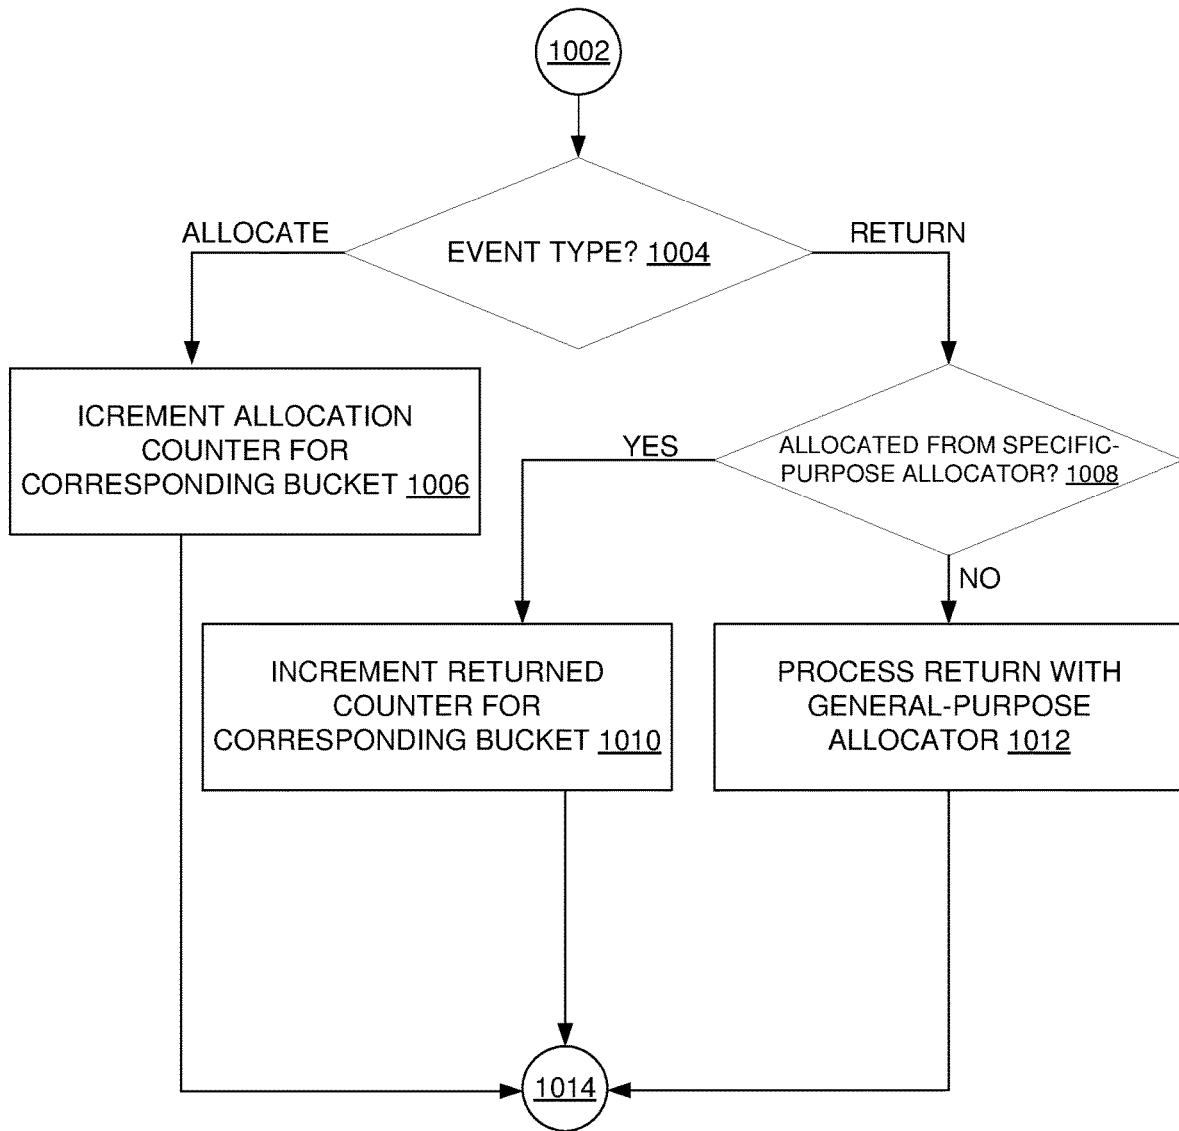 1002
EVENT TYPE? 1004
ALLOCATE
RETURN
ICREMENT ALLOCATION
COUNTER FOR
CORRESPONDING BUCKET 1006
ALLOCATED FROM SPECIFIC-
PURPOSE ALLOCATOR? 1008
YES
NO
INCREMENT RETURNED
COUNTER FOR
CORRESPONDING BUCKET 1010
PROCESS RETURN WITH
GENERAL-PURPOSE
ALLOCATOR 1012
1014